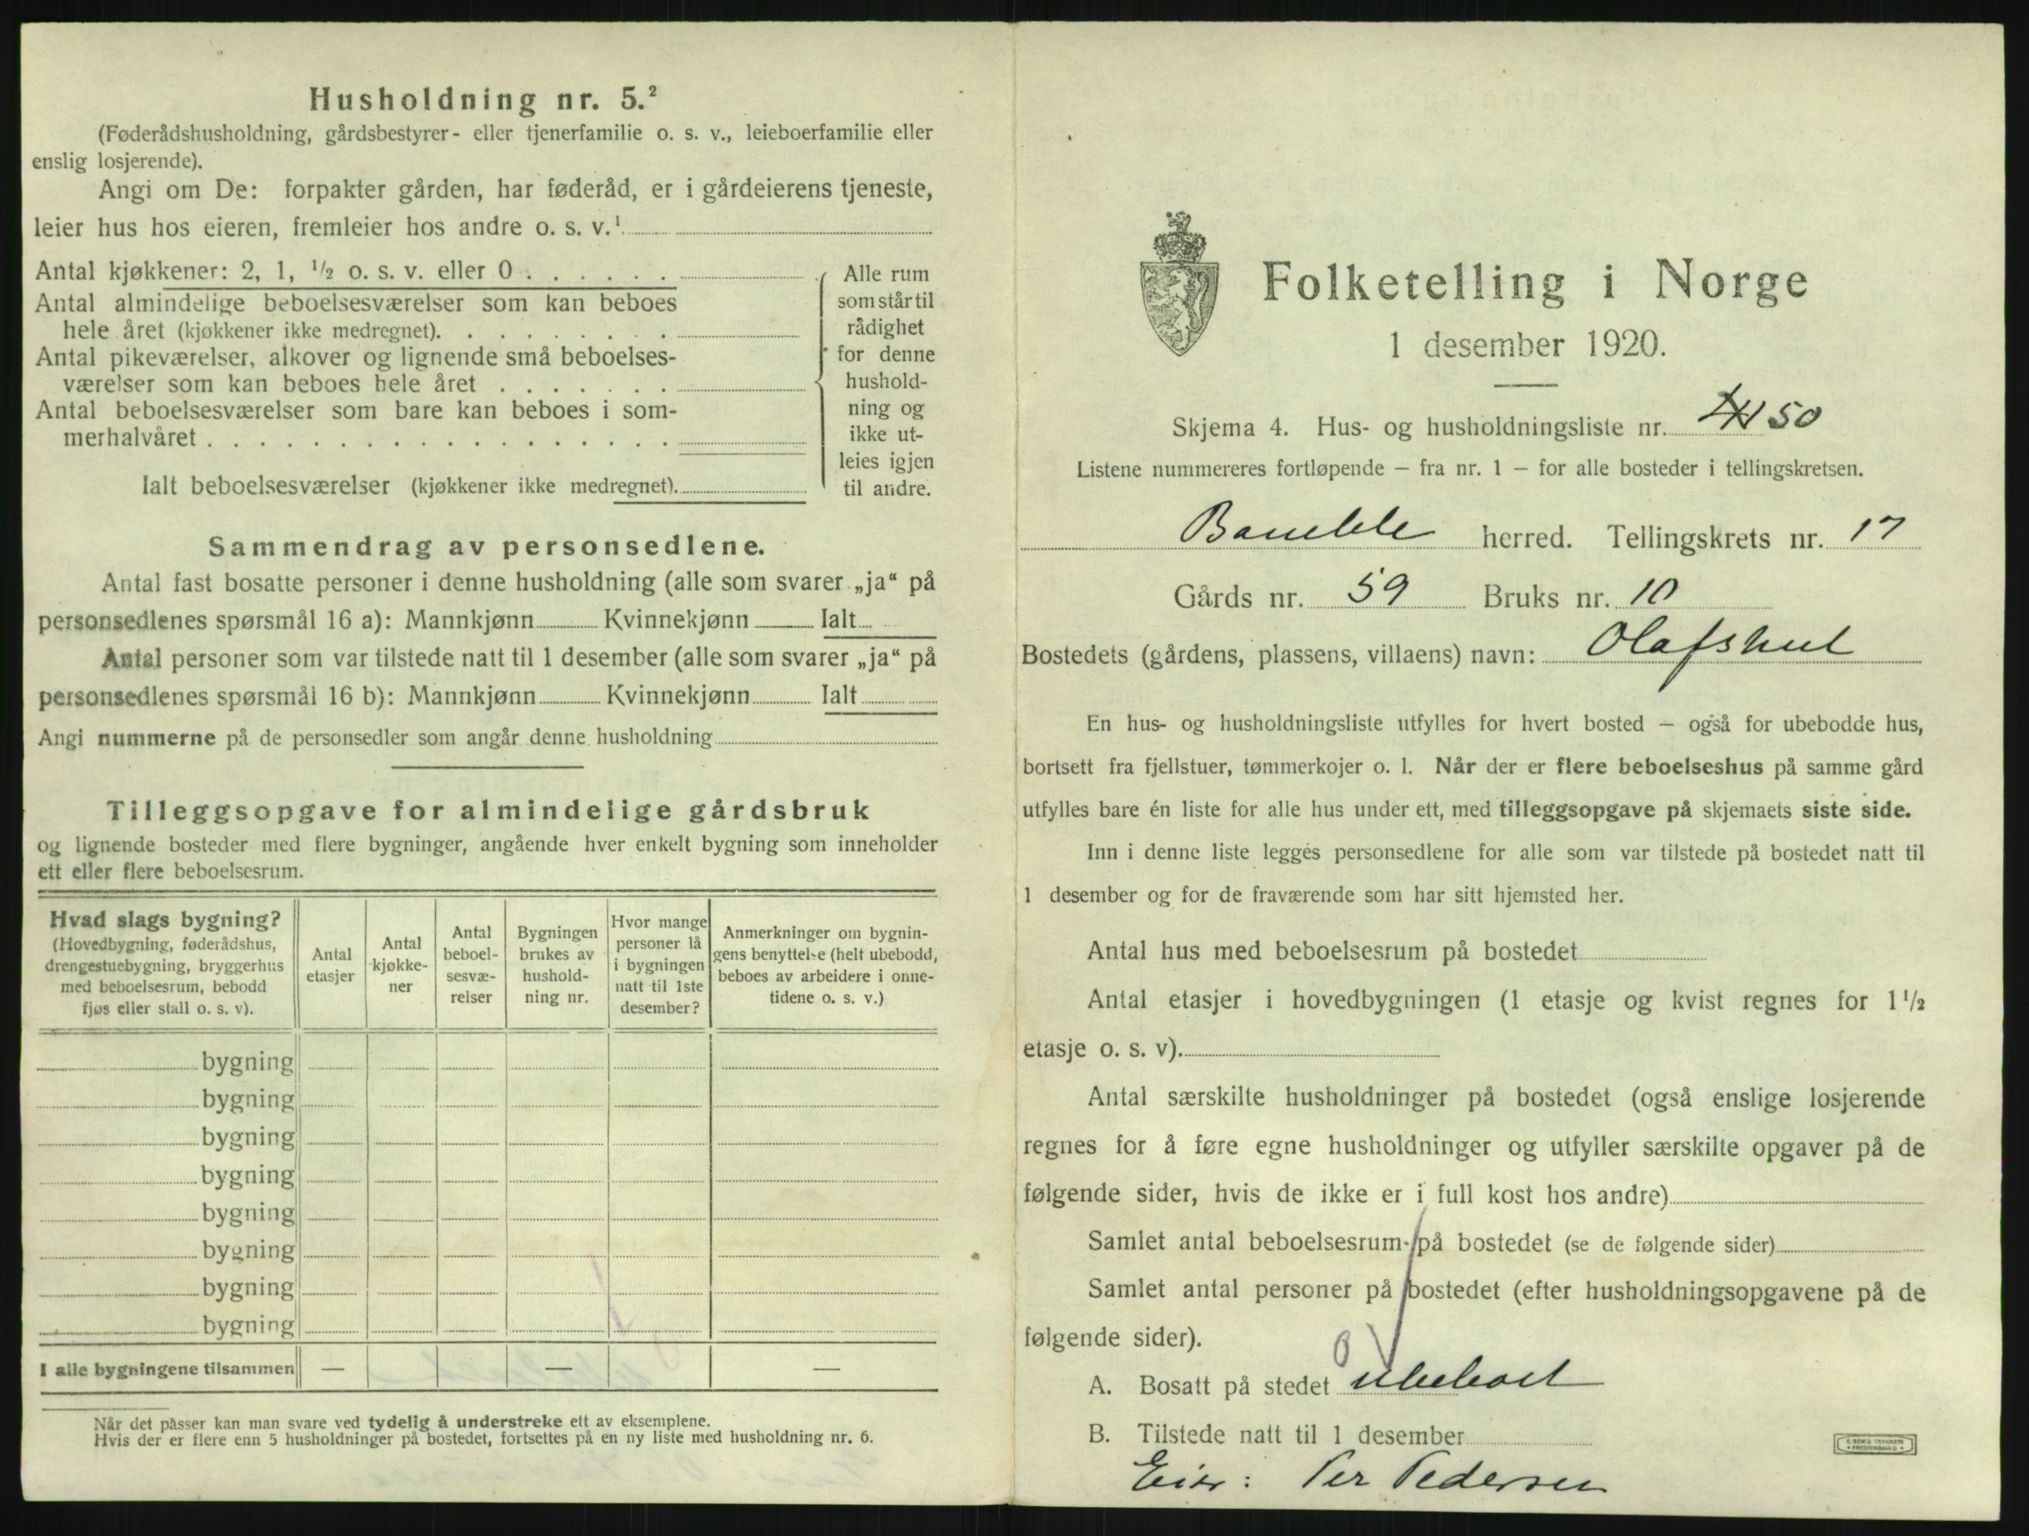 Husholdning nr. 5.²
(Føderådshusholdning, gårdsbestyrer- eller tjenerfamilie o. s. v., leieboerfamilie eller
enslig losjerende).
Angi om De: forpakter gården, har føderåd, er i gårdeierens tjeneste,
leier hus hos eieren, fremleier hos andre o. s. v.¹
Antal kjøkkener: 2, 1, ½ o. s. v. eller 0 . . . . . .
Antal almindelige beboelsesværelser som kan beboes
hele året (kjøkkener ikke medregnet). . . . . . . .
Antal pikeværelser, alkover og lignende små beboelses-
værelser som kan beboes hele året . . . . . . .
Antal beboelsesværelser som bare kan beboes i som-
merhalvåret . . . . . . . . . . . . . . . . . .
Ialt beboelsesværelser (kjøkkener ikke medregnet).
Alle rum
som står til
rådighet
for denne
hushold-
ning og
ikke ut-
leies igjen
til andre.
Sammendrag av personsedlene.
Antal fast bosatte personer i denne husholdning (alle som svarer „ja“ på
personsedlenes spørsmål 16 a): Mannkjønn Kvinnekjønn Ialt
Antal personer som var tilstede natt til 1 desember (alle som svarer „ja“ på
personsedlenes spørsmål 16 b): Mannkjønn Kvinnekjønn Ialt
Angi nummerne på de personsedler som angår denne husholdning
Tilleggsopgave for almindelige gårdsbruk
og lignende bosteder med flere bygninger, angående hver enkelt bygning som inneholder
ett eller flere beboelsesrum.
Hvad slags bygning?
(Hovedbygning, føderådshus,
drengestuebygning, bryggerhus
med beboelsesrum, bebodd
fjøs eller stall o. s. v).
Antal
etasjer
Antal
kjøkke-
ner
Antal
beboel-
sesvæ-
relser
Bygningen
brukes av
hushold-
ning nr.
Hvor mange
personer lå
i bygningen
natt til 1ste
desember?
Anmerkninger om bygnin-
gens benyttelse (helt ubebodd,
beboes av arbeidere i onne-
tidene o. s. v.)
bygning
bygning
bygning
bygning
bygning
bygning
bygning
bygning
I alle bygningene tilsammen — — —
Når det passer kan man svare ved tydelig å understreke ett av eksemplene.
Hvis der er flere enn 5 husholdninger på bostedet, fortsettes på en ny liste med husholdning nr. 6.
Folketelling i Norge
1 desember 1920.
Skjema 4. Hus- og husholdningsliste nr. 50
Listene nummereres fortløpende — fra nr. 1 — for alle bosteder i tellingskretsen.
Bamble herred. Tellingskrets nr. 17
Gårds nr. 59 Bruks nr. 10
Bostedets (gårdens, plassens, villaens) navn: Olafshul
En hus- og husholdningsliste utfylles for hvert bosted — også for ubebodde hus,
bortsett fra fjellstuer, tømmerkojer o. l. Når der er flere beboelseshus på samme gård
utfylles bare én liste for alle hus under ett, med tilleggsopgave på skjemaets siste side.
Inn i denne liste legges personsedlene for alle som var tilstede på bostedet natt til
1 desember og for de fraværende som har sitt hjemsted her.
Antal hus med beboelsesrum på bostedet
Antal etasjer i hovedbygningen (1 etasje og kvist regnes for 1½
etasje o. s. v).
Antal særskilte husholdninger på bostedet (også enslige losjerende
regnes for å føre egne husholdninger og utfyller særskilte opgaver på de
følgende sider, hvis de ikke er i full kost hos andre)
Samlet antal beboelsesrum på bostedet (se de følgende sider)
Samlet antal personer på bostedet (efter husholdningsopgavene på de
følgende sider).
0
A. Bosatt på stedet ubeboet
B. Tilstede natt til 1 desember
Eier: Per Pedersen